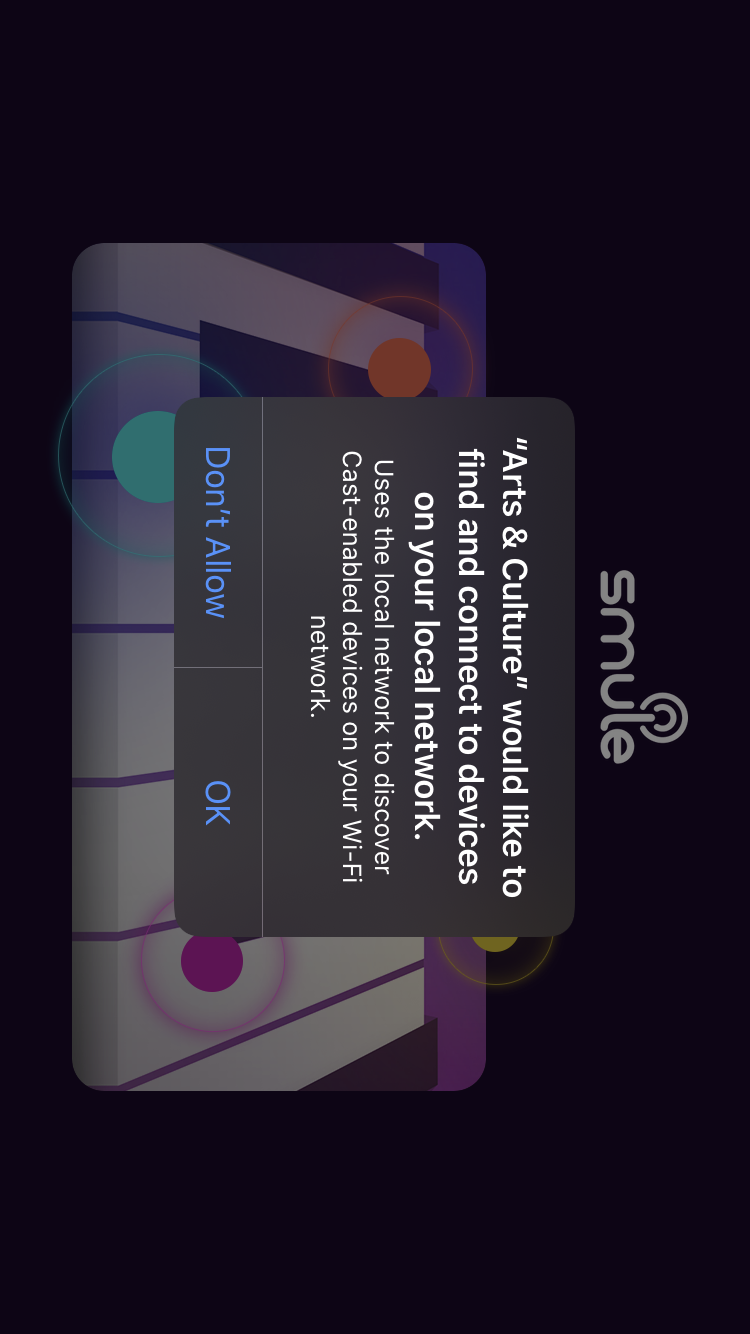 smule
“Arts & Culture” would like to
find and connect to devices
on your local network.
Uses the local network to discover
Cast-enabled devices on your Wi-Fi
network.
Don’t Allow
OK